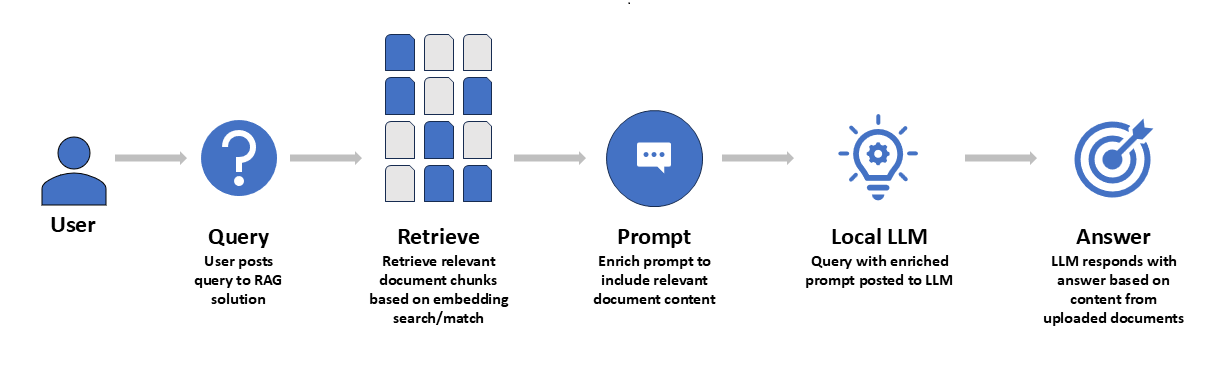 User
Query
User posts
query to RAG
solution
Retrieve
Retrieve relevant
document chunks
based on embedding
search/match
Prompt
Enrich prompt to
include relevant
document content
Local LLM
Query with enriched
prompt posted to LLM
Answer
LLM responds with
answer based on
content from
uploaded documents